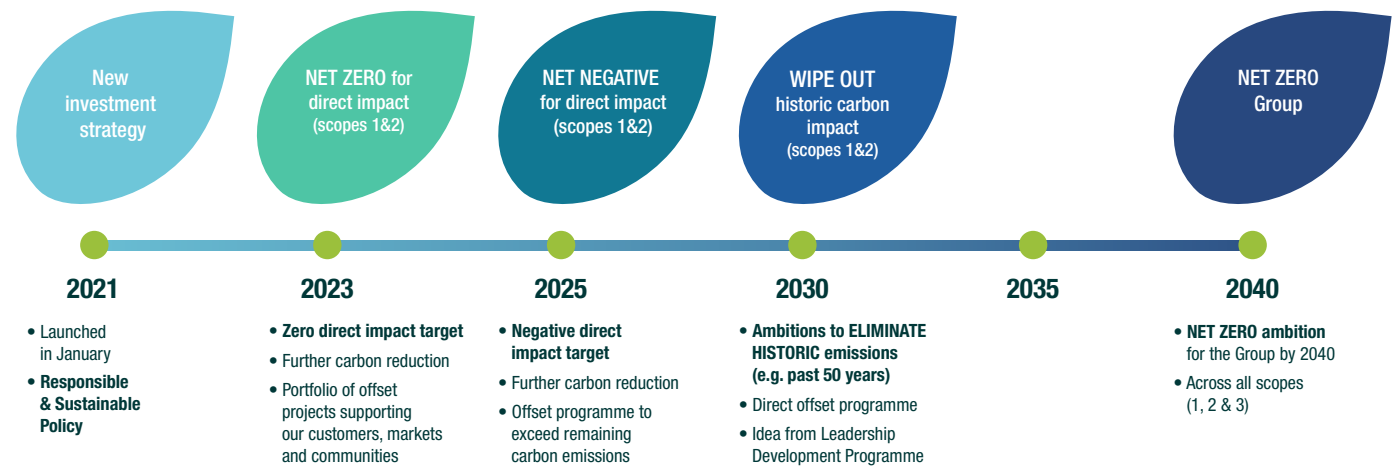 New
investment
strategy
NET ZERO for
direct impact
(scopes 1&2)
NET NEGATIVE
for direct impact
(scopes 1&2)
WIPE OUT
historic carbon
impact
(scopes 1&2)
NET ZERO
Group
2021
• Launched
in January
• Responsible
& Sustainable
Policy
2023
• Zero direct impact target
• Further carbon reduction
• Portfolio of offset
projects supporting
our customers, markets
and communities
2025
• Negative direct
impact target
• Further carbon reduction
• Offset programme to
exceed remaining
carbon emissions
2030
• Ambitions to ELIMINATE
HISTORIC emissions
(e.g. past 50 years)
• Direct offset programme
• Idea from Leadership
Development Programme
2035
2040
• NET ZERO ambition
for the Group by 2040
• Across all scopes
(1, 2 & 3)